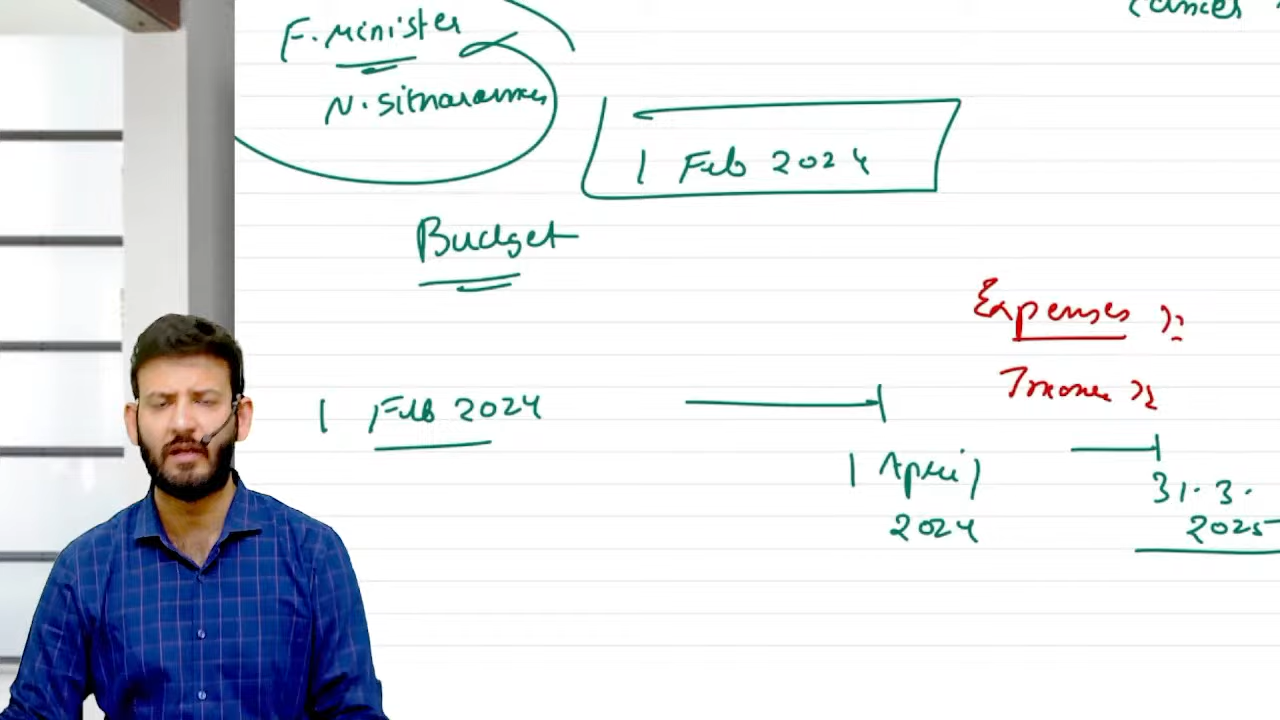 F. Minister
N. Sitharaman
1 Feb 2024
Budget
Expenses
Income
1 Feb 2024
1 April 2024
31.3.2025